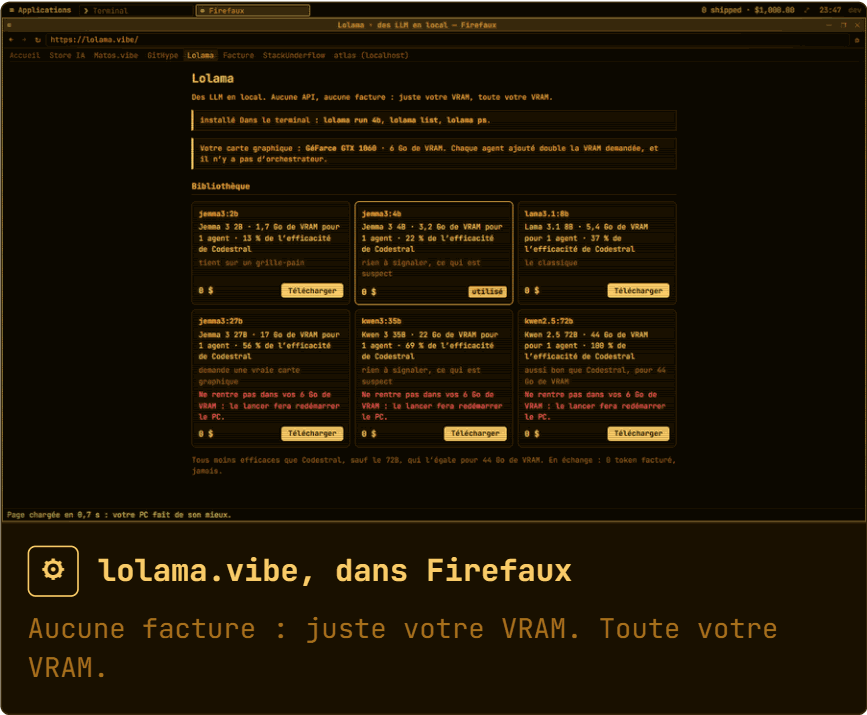 Applications
Terminal
Firefaux
0 shipped · $1,000.00
23:47
dev
Lolama · des LLM en local — Firefaux
https://lolama.vibe/
Accueil Store IA Matos.vibe GitHype Lolama Facture StackUnderflow atlas (localhost)
Lolama
Des LLM en local. Aucune API, aucune facture : juste votre VRAM, toute votre VRAM.
installé Dans le terminal : lolama run 4b, lolama list, lolama ps.
Votre carte graphique : GéFarce GTX 1060 · 6 Go de VRAM. Chaque agent ajouté double la VRAM demandée, et
il n’y a pas d’orchestrateur.
Bibliothèque
jemma3:2b
Jemma 3 2B · 1,7 Go de VRAM pour
1 agent · 13 % de l’efficacité
de Codestral
tient sur un grille-pain
0 $
Télécharger
jemma3:4b
Jemma 3 4B · 3,2 Go de VRAM pour
1 agent · 22 % de l’efficacité
de Codestral
rien à signaler, ce qui est
suspect
0 $
utilisé
lama3.1:8b
Lama 3.1 8B · 5,4 Go de VRAM
pour 1 agent · 37 % de
l’efficacité de Codestral
le classique
0 $
Télécharger
jemma3:27b
Jemma 3 27B · 17 Go de VRAM pour
1 agent · 56 % de l’efficacité
de Codestral
demande une vraie carte
graphique
Ne rentre pas dans vos 6 Go de
VRAM : le lancer fera redémarrer
le PC.
0 $
Télécharger
kwen3:35b
Kwen 3 35B · 22 Go de VRAM pour
1 agent · 69 % de l’efficacité
de Codestral
rien à signaler, ce qui est
suspect
Ne rentre pas dans vos 6 Go de
VRAM : le lancer fera redémarrer
le PC.
0 $
Télécharger
kwen2.5:72b
Kwen 2.5 72B · 44 Go de VRAM
pour 1 agent · 100 % de
l’efficacité de Codestral
aussi bon que Codestral, pour 44
Go de VRAM
Ne rentre pas dans vos 6 Go de
VRAM : le lancer fera redémarrer
le PC.
0 $
Télécharger
Tous moins efficaces que Codestral, sauf le 72B, qui l’égale pour 44 Go de VRAM. En échange : 0 token facturé,
jamais.
Page chargée en 0,7 s : votre PC fait de son mieux.
lolama.vibe, dans Firefaux
Aucune facture : juste votre VRAM. Toute votre
VRAM.